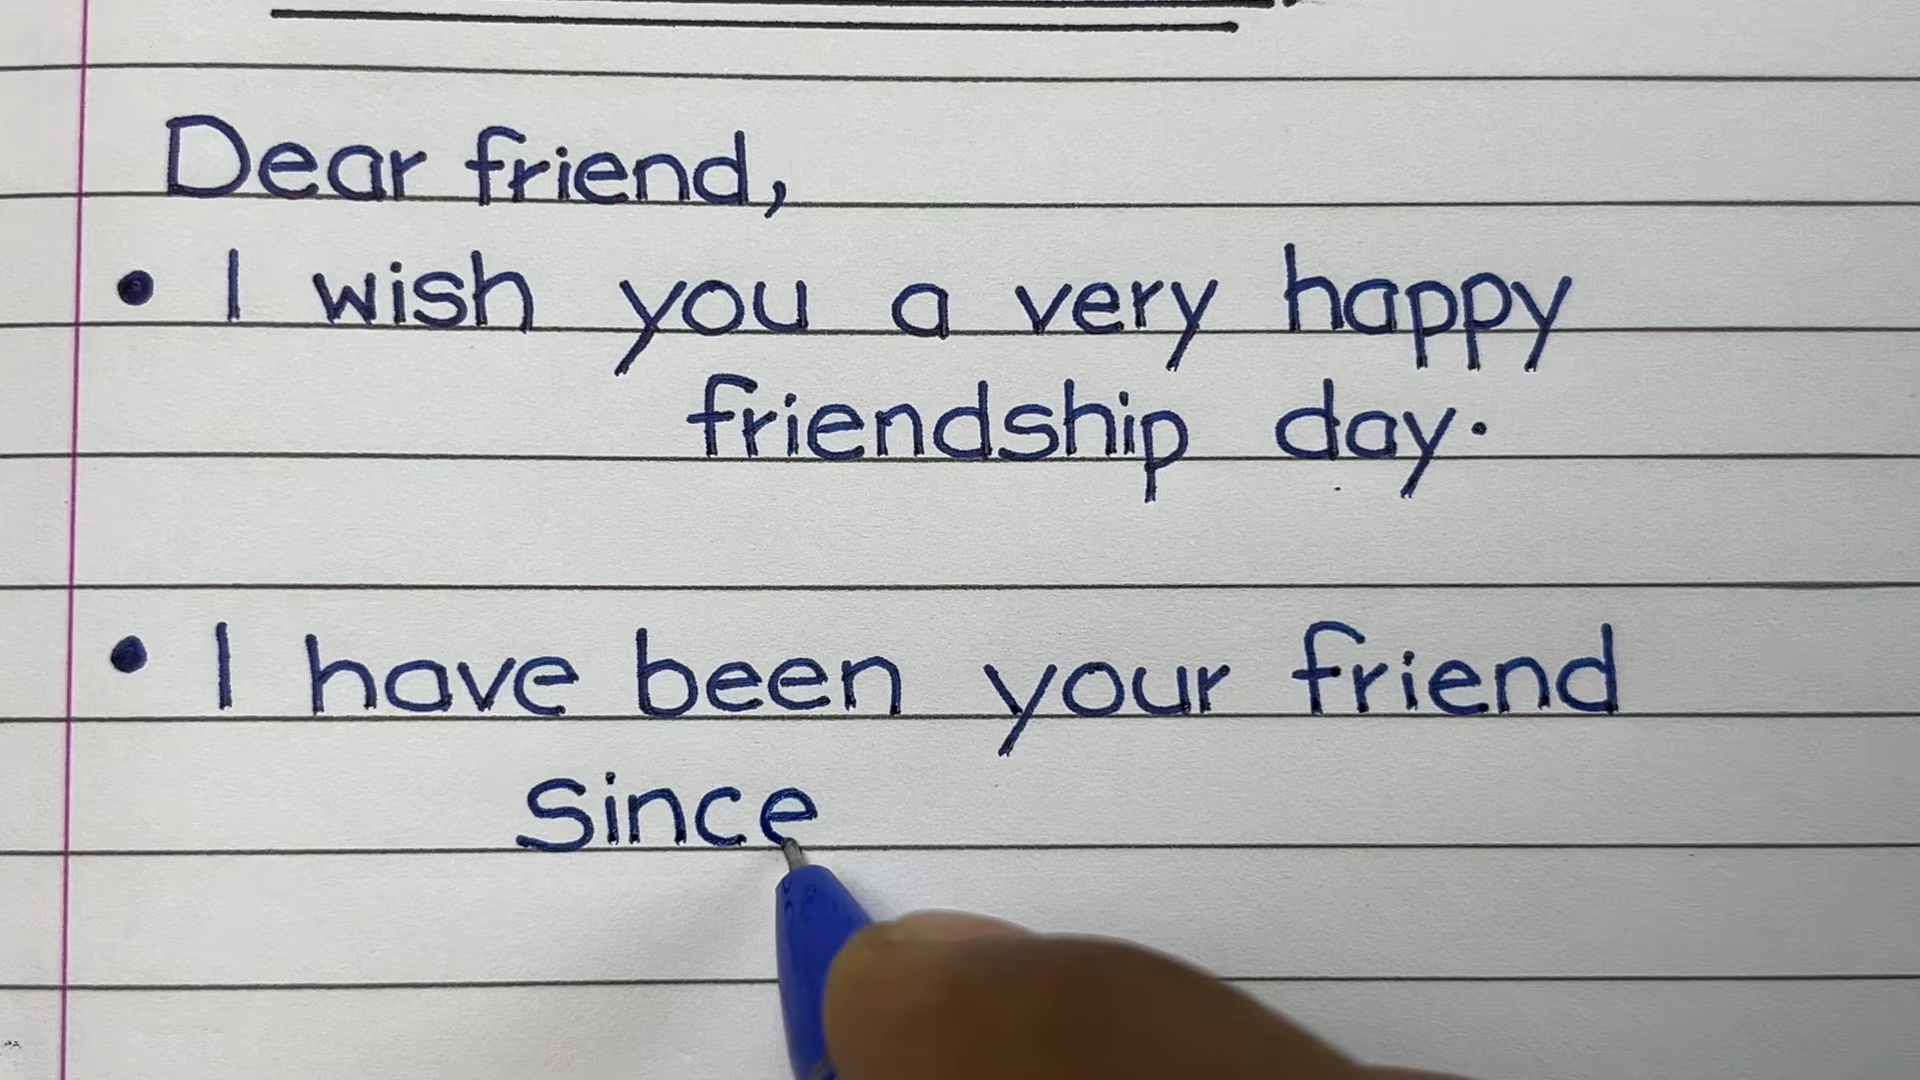 Dear friend,
• I wish you a very happy
friendship day.
• I have been your friend
Since